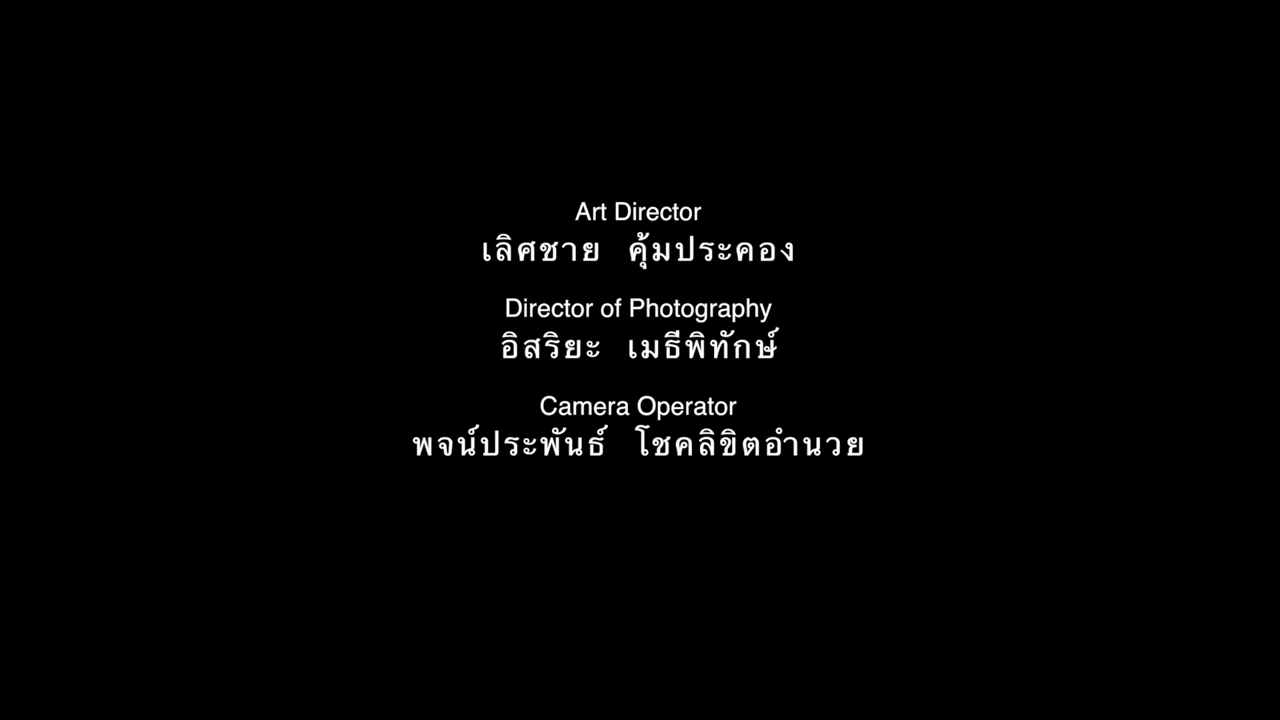 Art Director
เลิศชาย คุ้มประคอง
Director of Photography
อิสริยะ เมธีพิทักษ์
Camera Operator
พจน์ประพันธ์ โชคลิขิตอำนวย